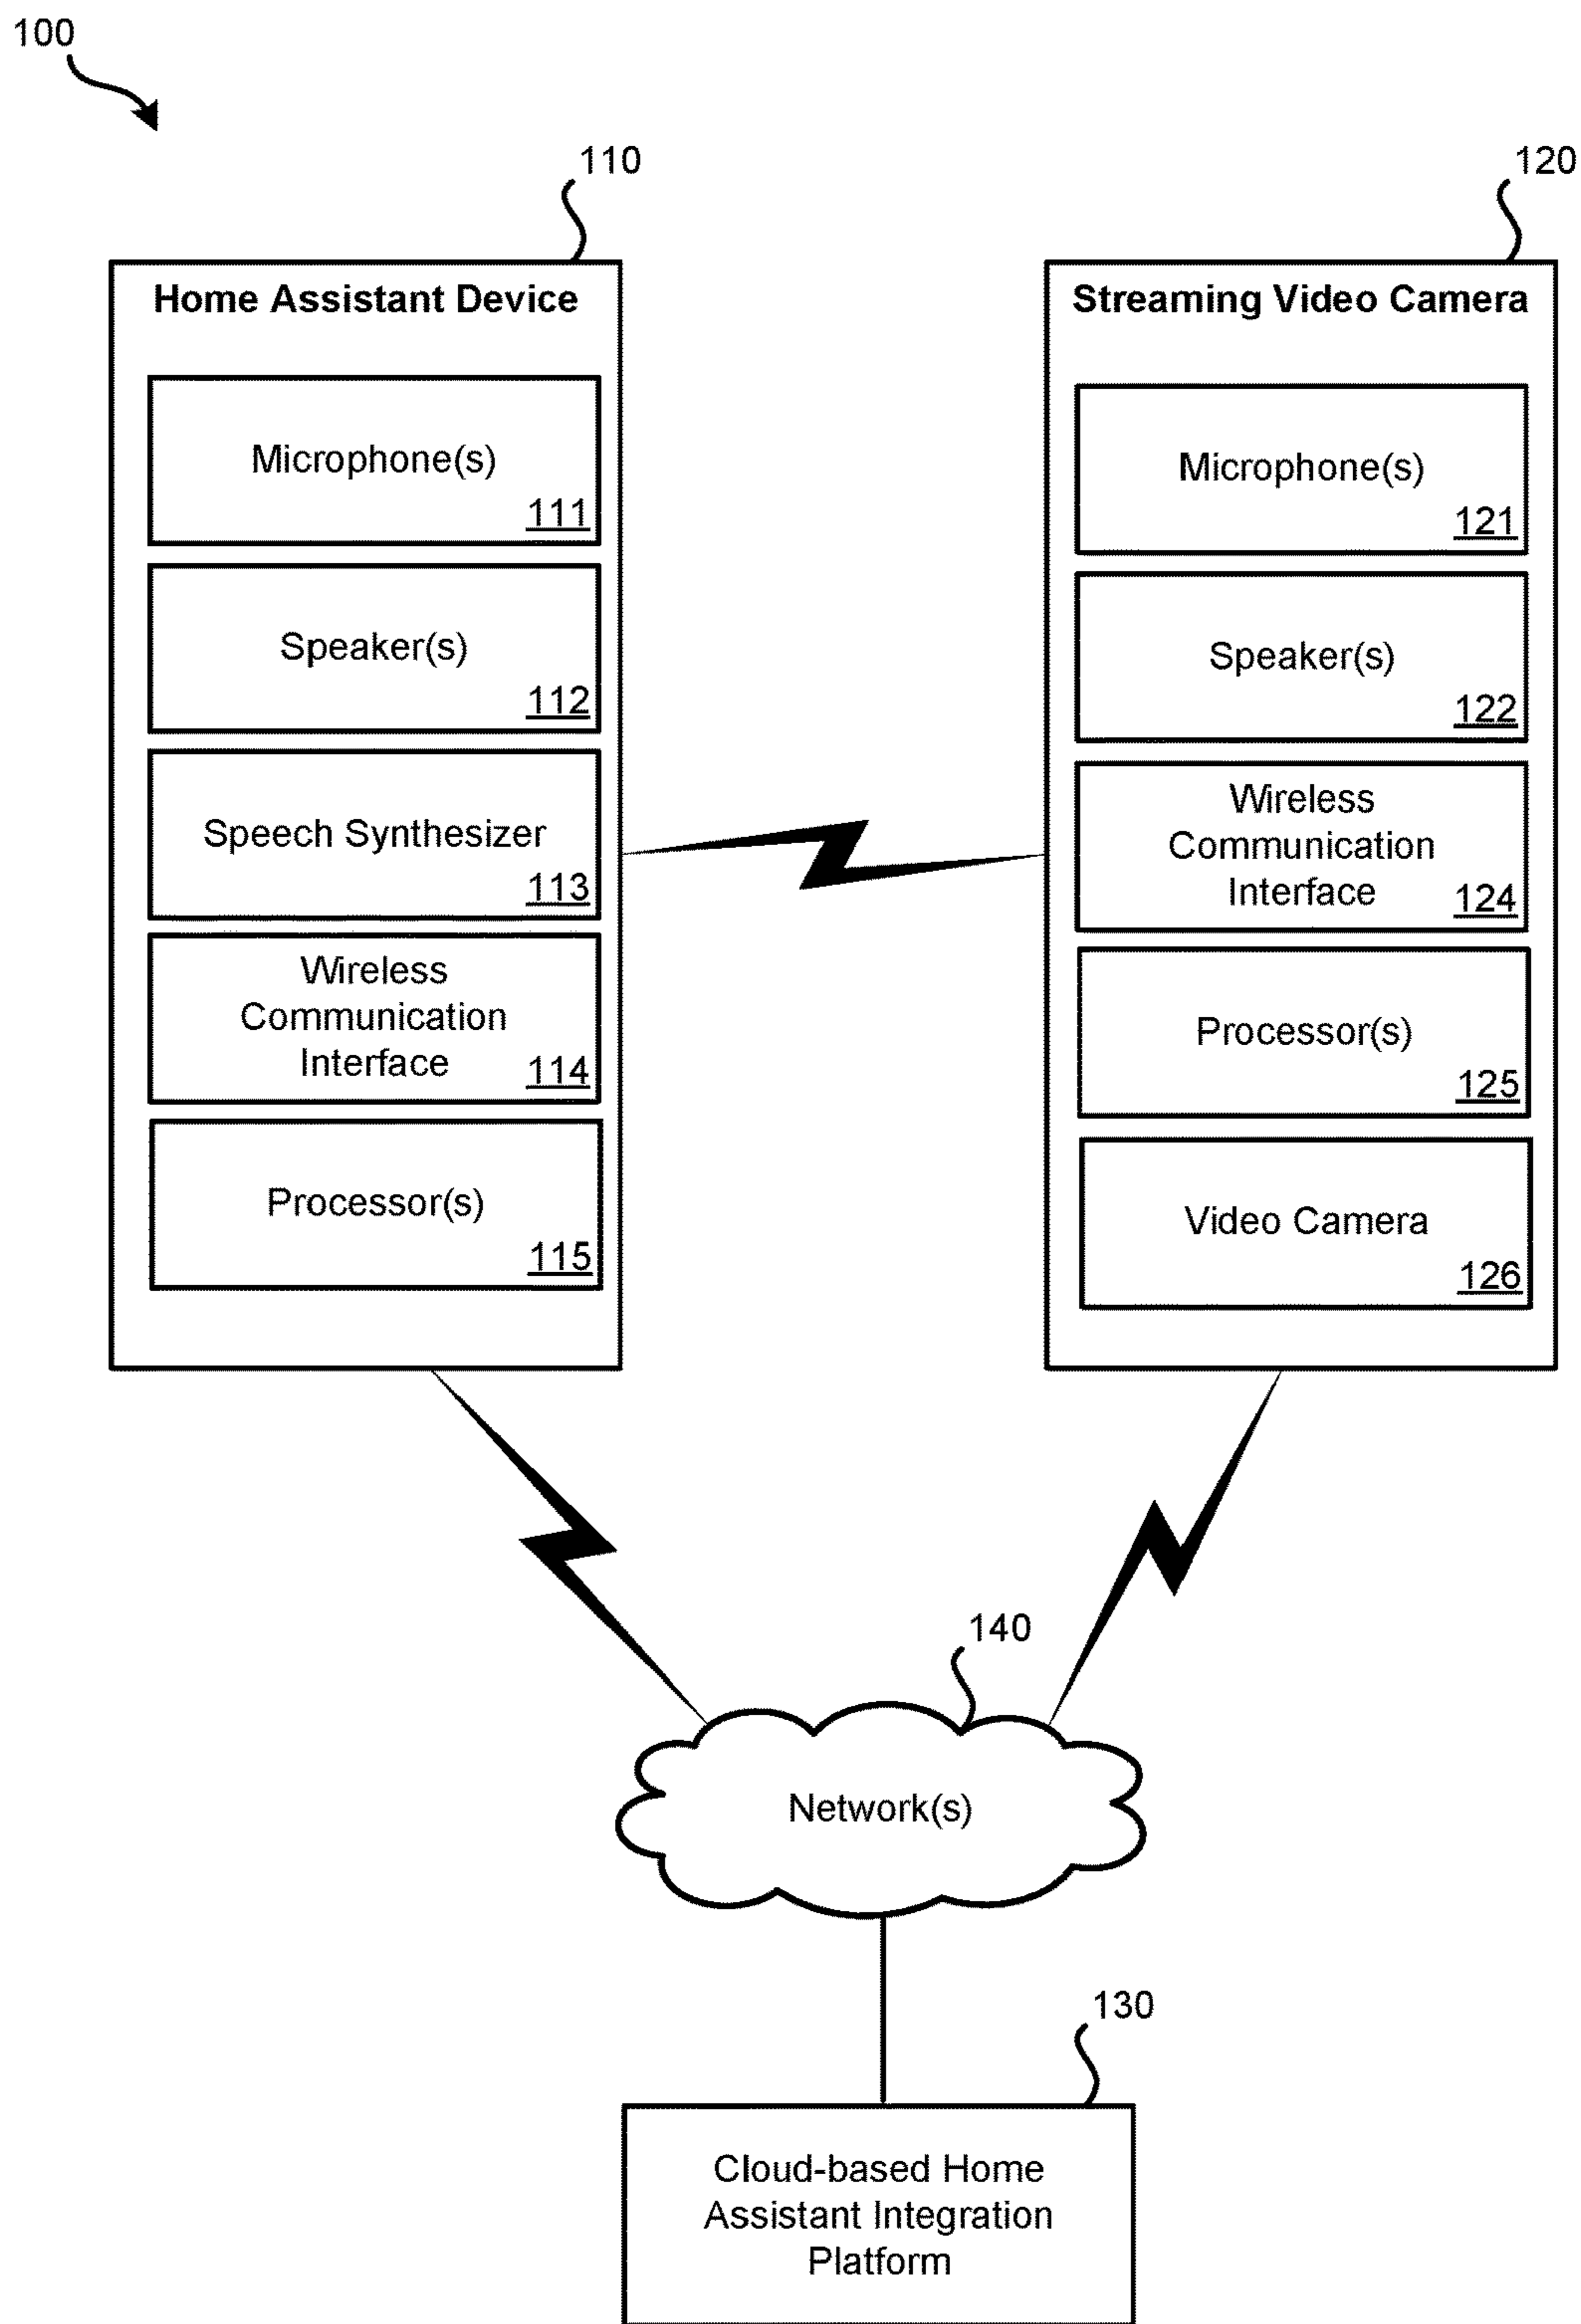 100
110
120
Home Assistant Device
Microphone(s)
111
Speaker(s)
112
Speech Synthesizer
113
Wireless
Communication
Interface
114
Processor(s)
115
Streaming Video Camera
Microphone(s)
121
Speaker(s)
122
Wireless
Communication
Interface
124
Processor(s)
125
Video Camera
126
140
Network(s)
130
Cloud-based Home
Assistant Integration
Platform